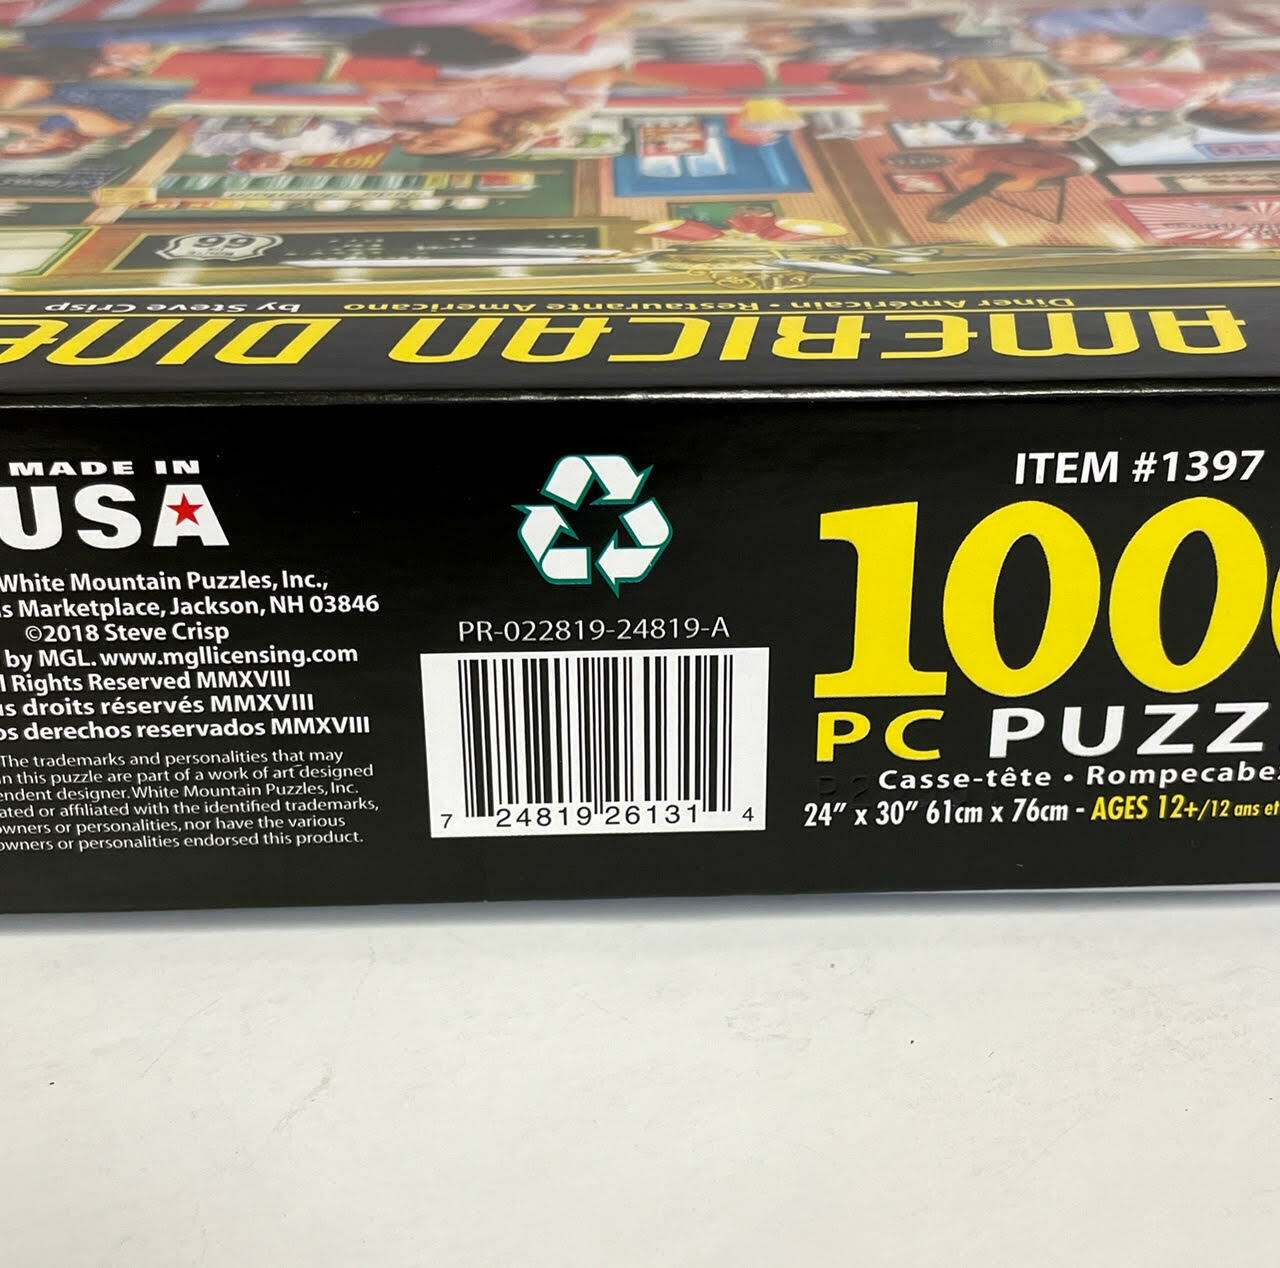 HOT D
66
by Steve Crisp
Diner Américain • Restaurante Americano
AMERICAN DINE
MADE IN
USA
White Mountain Puzzles, Inc.,
Marketplace, Jackson, NH 03846
©2018 Steve Crisp
by MGL. www.mgllicensing.com
Rights Reserved MMXVIII
droits réservés MMXVIII
derechos reservados MMXVIII
The trademarks and personalities that may
in this puzzle are part of a work of art designed
designer. White Mountain Puzzles, Inc.
or affiliated with the identified trademarks,
owners or personalities, nor have the various
owners or personalities endorsed this product.
PR-022819-24819-A
7 24819 26131 4
ITEM #1397
1000
PC PUZZ
Casse-tête • Rompecabe
24” x 30” 61cm x 76cm - AGES 12+/12 ans et